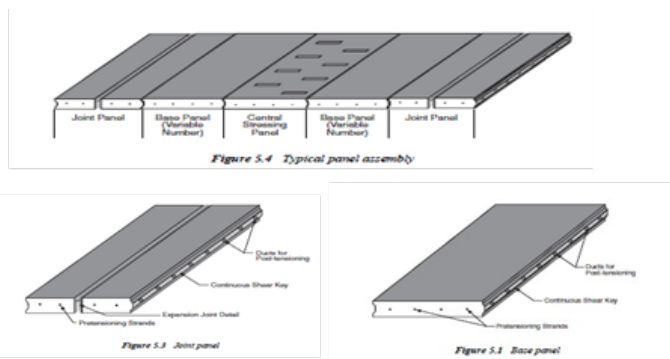 Joint Panel
Base Panel
(Variable
Number)
Central
Stressing
Panel
Base Panel
(Variable
Number)
Joint Panel
Figure 5.4 Typical panel assembly
Ducts for
Post-tensioning
Continuous Shear Key
Expansion Joint Detail
Pretensioning Strands
Figure 5.3 Joint panel
Ducts for
Post-tensioning
Continuous Shear Key
Pretensioning Strands
Figure 5.1 Base panel